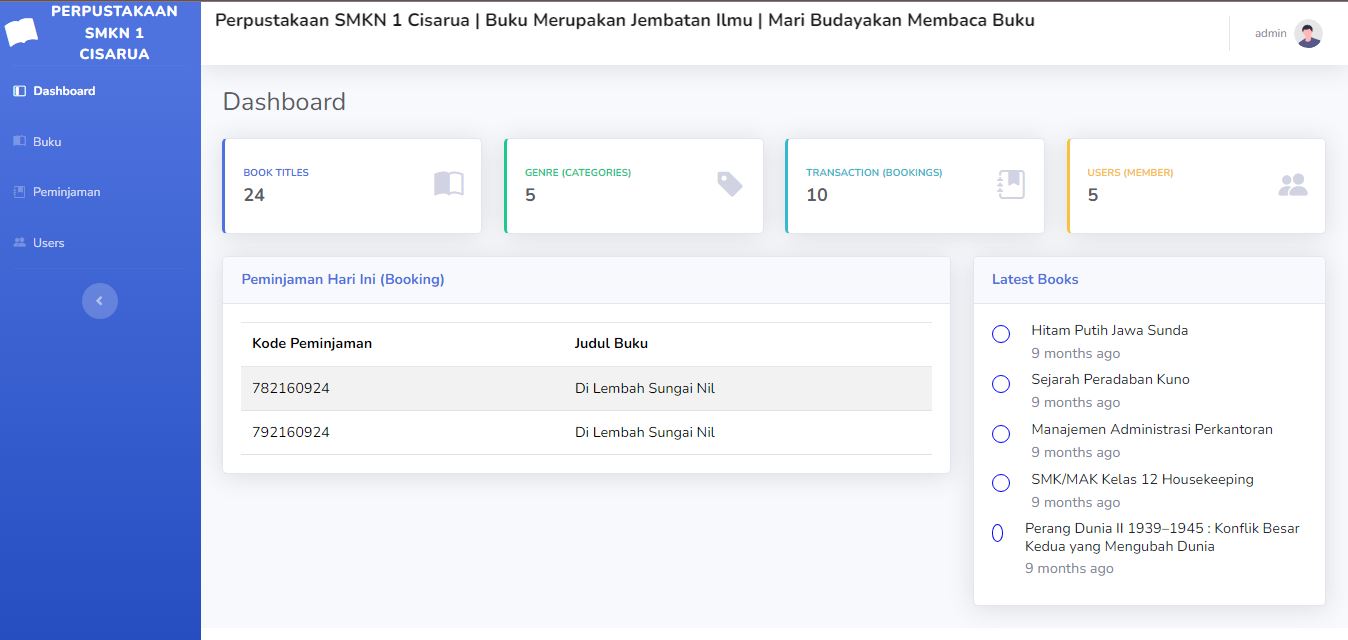 PERPUSTAKAAN
SMKN 1
CISARUA
Perpustakaan SMKN 1 Cisarua | Buku Merupakan Jembatan Ilmu | Mari Budayakan Membaca Buku
admin
Dashboard
Buku
Peminjaman
Users
Dashboard
BOOK TITLES
24
GENRE (CATEGORIES)
5
TRANSACTION (BOOKINGS)
10
USERS (MEMBER)
5
Peminjaman Hari Ini (Booking)
Kode Peminjaman Judul Buku
782160924 Di Lembah Sungai Nil
792160924 Di Lembah Sungai Nil
Latest Books
Hitam Putih Jawa Sunda
9 months ago
Sejarah Peradaban Kuno
9 months ago
Manajemen Administrasi Perkantoran
9 months ago
SMK/MAK Kelas 12 Housekeeping
9 months ago
Perang Dunia II 1939–1945 : Konflik Besar
Kedua yang Mengubah Dunia
9 months ago